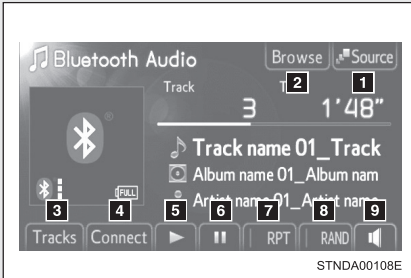 Bluetooth Audio
Browse
Source
2
1
Track
T
3
1'48"
Track name 01_Track
Album name 01_Album nam
Artist name 01_Artist name
FULL
3
4
5
6
7
8
9
Tracks
Connect
RPT
RAND
STNDA00108E